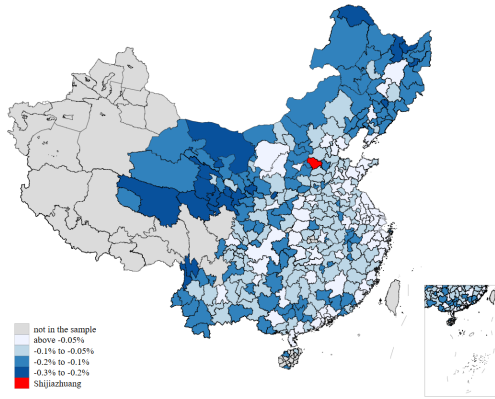 not in the sample
above -0.05%
-0.1% to -0.05%
-0.2% to -0.1%
-0.3% to -0.2%
Shijiazhuang